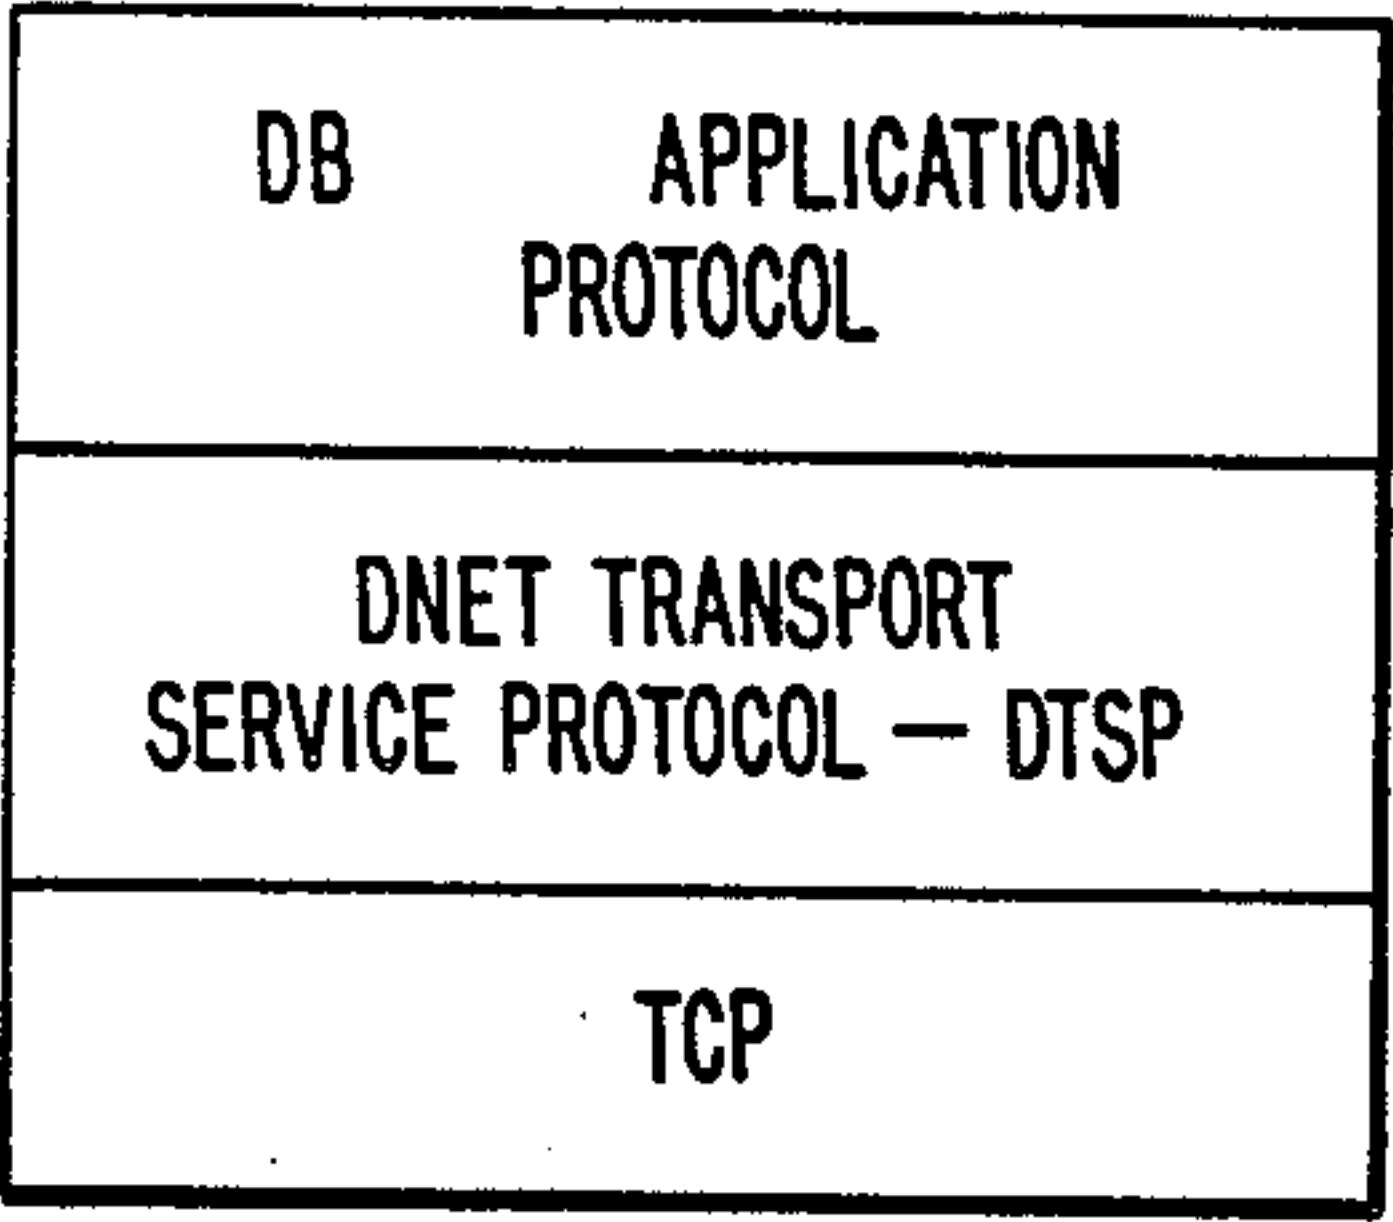 DB APPLICATION
PROTOCOL
DNET TRANSPORT
SERVICE PROTOCOL — DTSP
TCP